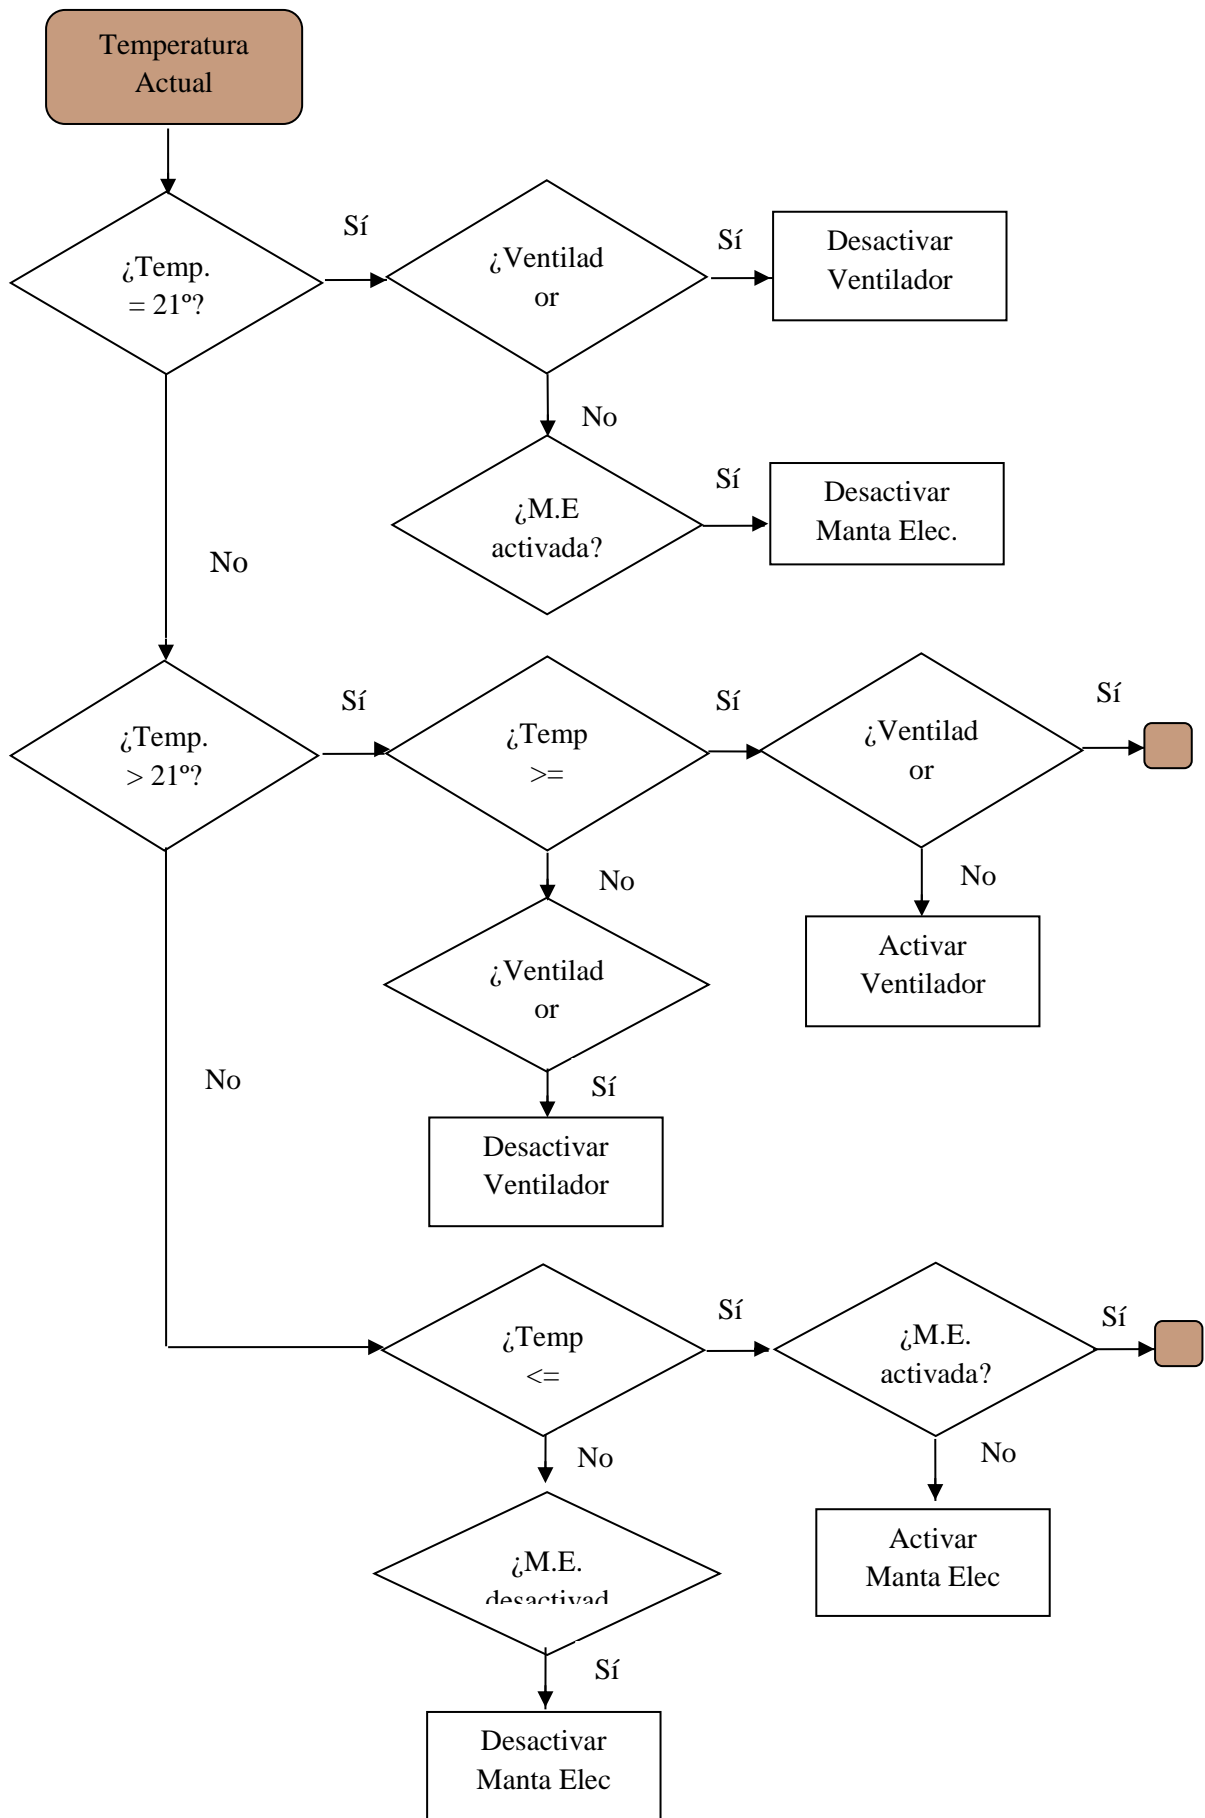 Temperatura
Actual
Sí
¿Temp.
= 21º?
¿Ventilad
or
Sí
Desactivar
Ventilador
No
No
¿M.E
activada?
Sí
Desactivar
Manta Elec.
¿Temp.
> 21º?
Sí
¿Temp
>=
Sí
¿Ventilad
or
Sí
No
No
¿Ventilad
or
Activar
Ventilador
No
Sí
Desactivar
Ventilador
¿Temp
<=
Sí
¿M.E.
activada?
Sí
No
No
¿M.E.
desactivad
Activar
Manta Elec
Sí
Desactivar
Manta Elec